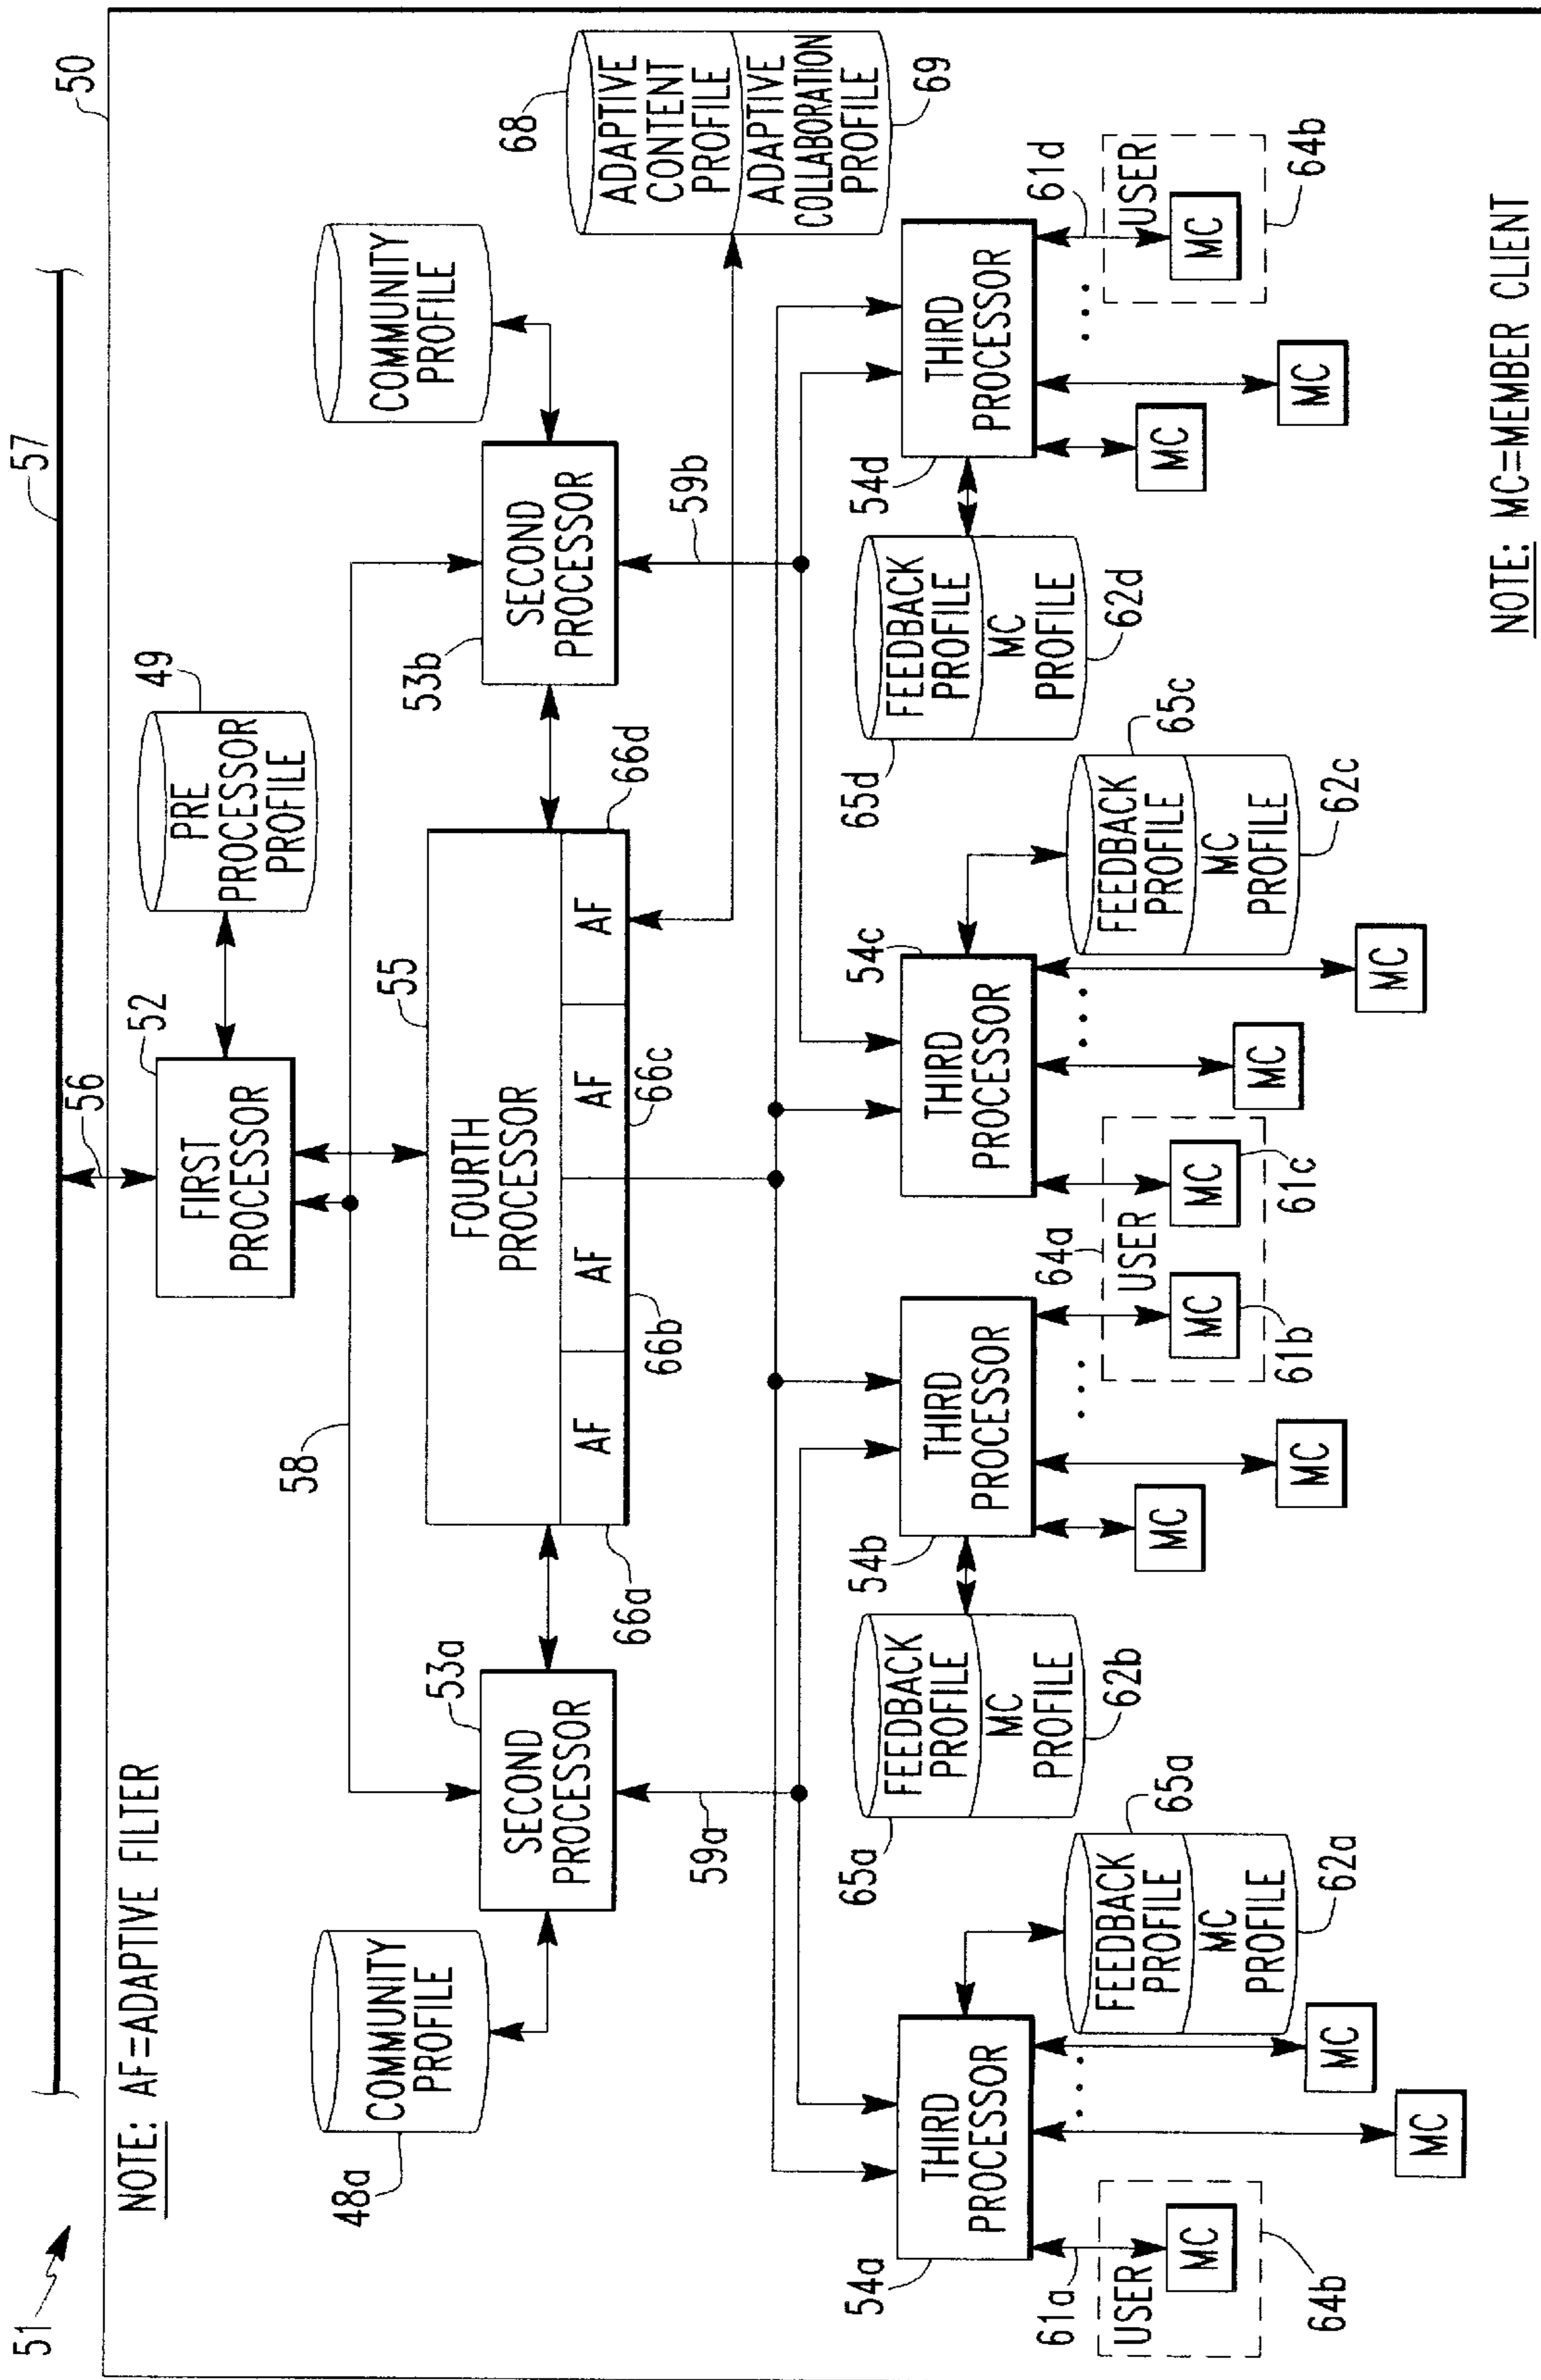 51
57
50
NOTE: AF=ADAPTIVE FILTER
56
52
FIRST
PROCESSOR
49
PRE
PROCESSOR
PROFILE
58
48a
COMMUNITY
PROFILE
53a
SECOND
PROCESSOR
55
FOURTH
PROCESSOR
AF
AF
AF
AF
66a
66b
66c
66d
53b
SECOND
PROCESSOR
COMMUNITY
PROFILE
68
ADAPTIVE
CONTENT
PROFILE
ADAPTIVE
COLLABORATION
PROFILE
69
59a
59b
54a
THIRD
PROCESSOR
65a
FEEDBACK
PROFILE
MC
PROFILE
62a
61a
USER
MC
64b
MC
MC
65a
FEEDBACK
PROFILE
MC
PROFILE
62b
54b
THIRD
PROCESSOR
MC
MC
64a
USER
MC
MC
61b
61c
54c
THIRD
PROCESSOR
MC
MC
65c
FEEDBACK
PROFILE
MC
PROFILE
62c
65d
FEEDBACK
PROFILE
MC
PROFILE
62d
54d
THIRD
PROCESSOR
MC
MC
61d
USER
MC
64b
NOTE: MC=MEMBER CLIENT